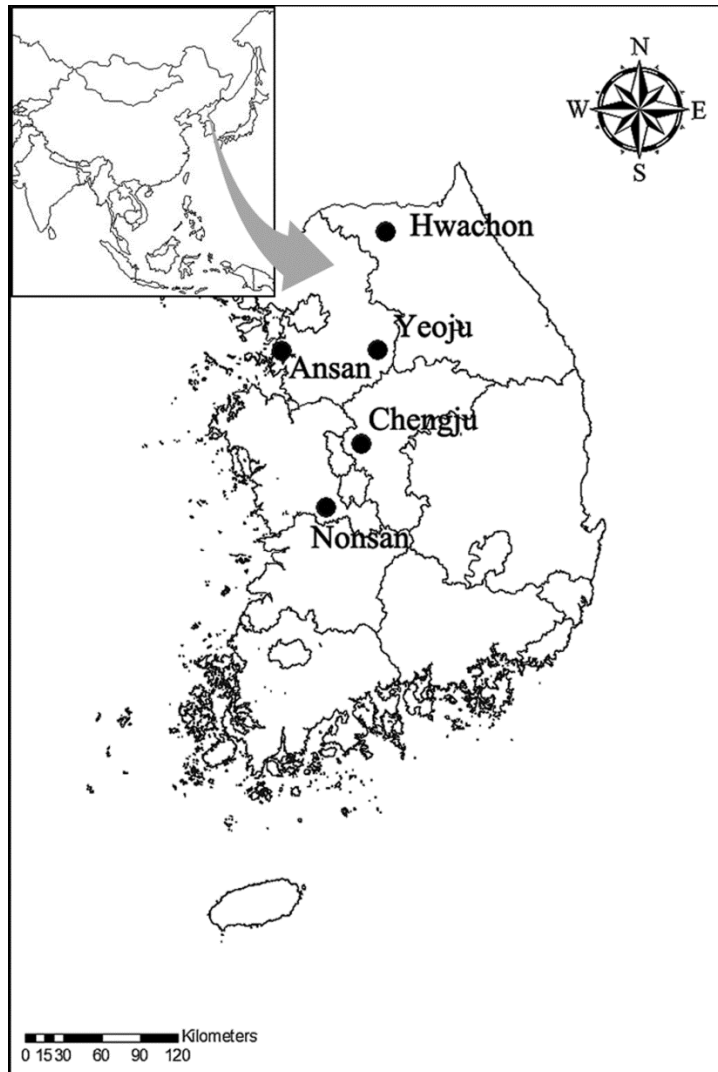 N
W E
S
Hwachon
Yeoju
Ansan
Chengju
Nonsan
Kilometers
0 15 30 60 90 120